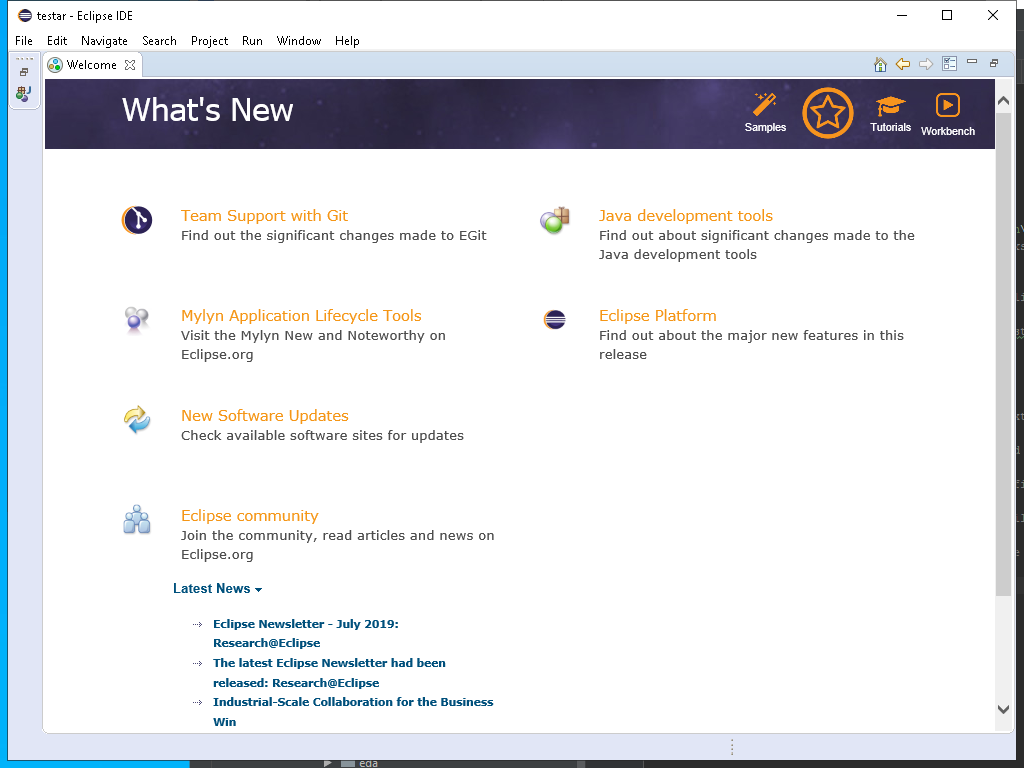 testar - Eclipse IDE
File Edit Navigate Search Project Run Window Help
Welcome
What's New
Samples
Tutorials
Workbench
Team Support with Git
Find out the significant changes made to EGit
Java development tools
Find out about significant changes made to the
Java development tools
Mylyn Application Lifecycle Tools
Visit the Mylyn New and Noteworthy on
Eclipse.org
Eclipse Platform
Find out about the major new features in this
release
New Software Updates
Check available software sites for updates
Eclipse community
Join the community, read articles and news on
Eclipse.org
Latest News
Eclipse Newsletter - July 2019:
Research@Eclipse
The latest Eclipse Newsletter had been
released: Research@Eclipse
Industrial-Scale Collaboration for the Business
Win
eda